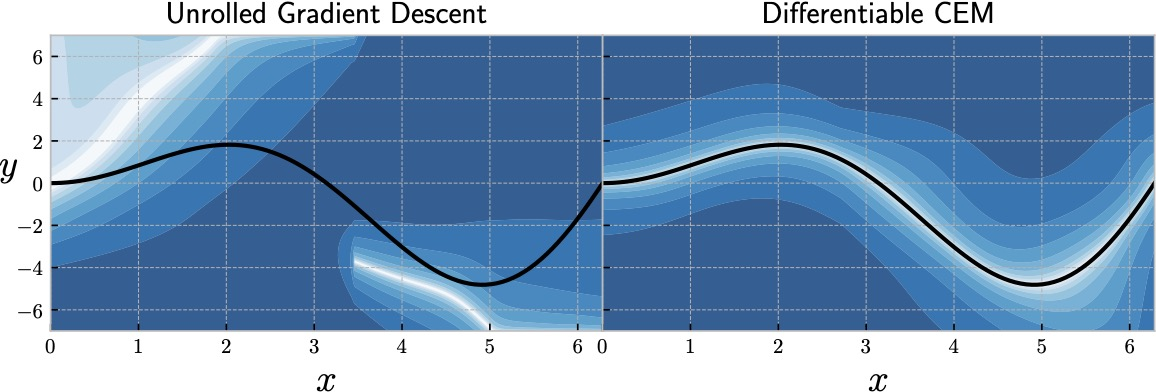 Unrolled Gradient Descent
Differentiable CEM
y
6
4
2
0
−2
−4
−6
0 1 2 3 4 5 6
0 1 2 3 4 5 6
x
x